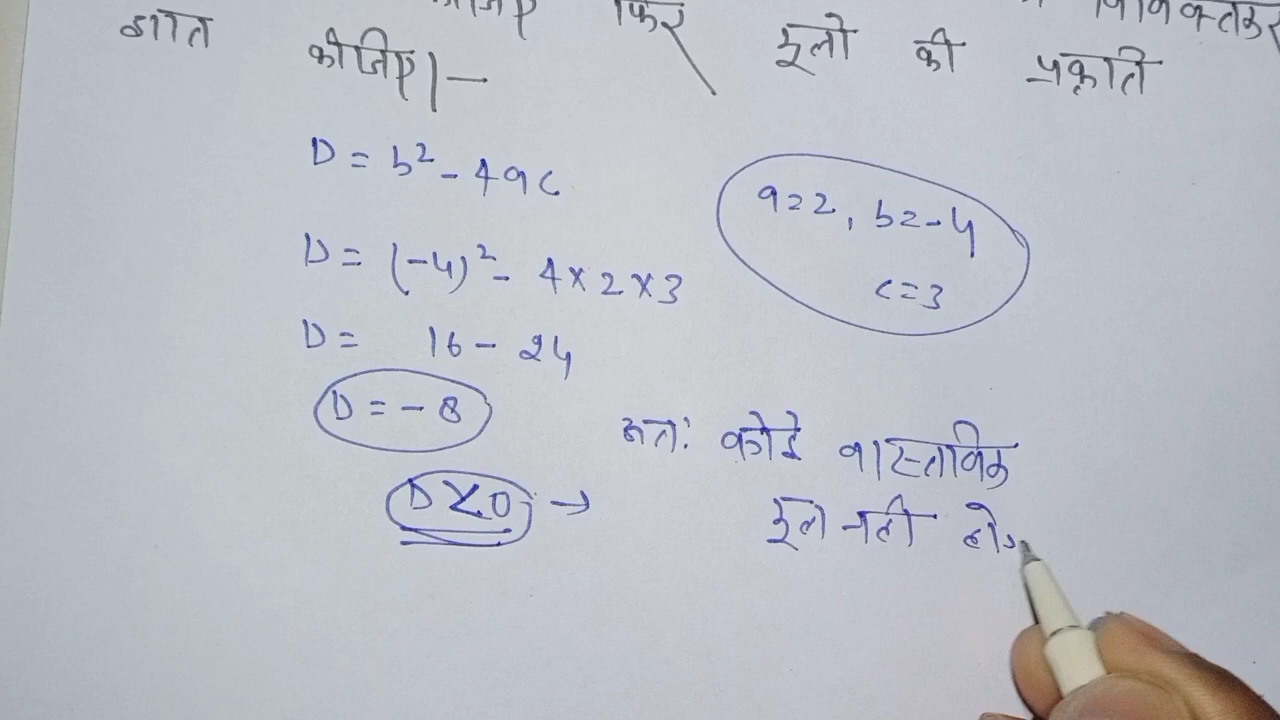 फिर
ज्ञात कीजिए।- मूलो की प्रकृति
D = b² - 4ac
a=2, b=-4
c=3
D = (-4)² - 4×2×3
D = 16 - 24
D = - 8
अतः कोई वास्तविक
D<0 → मूल नही